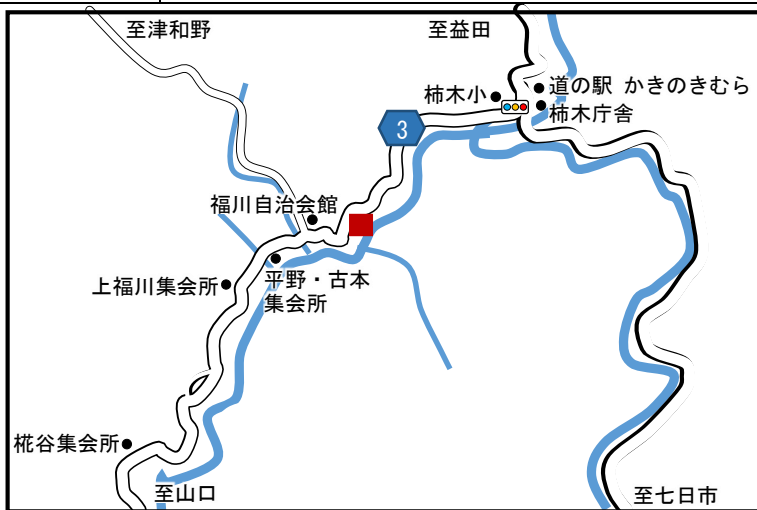 至津和野
至益田
道の駅 かきのきむら
柿木小
柿木庁舎
3
福川自治会館
上福川集会所
平野・古本
集会所
椛谷集会所
至山口
至七日市